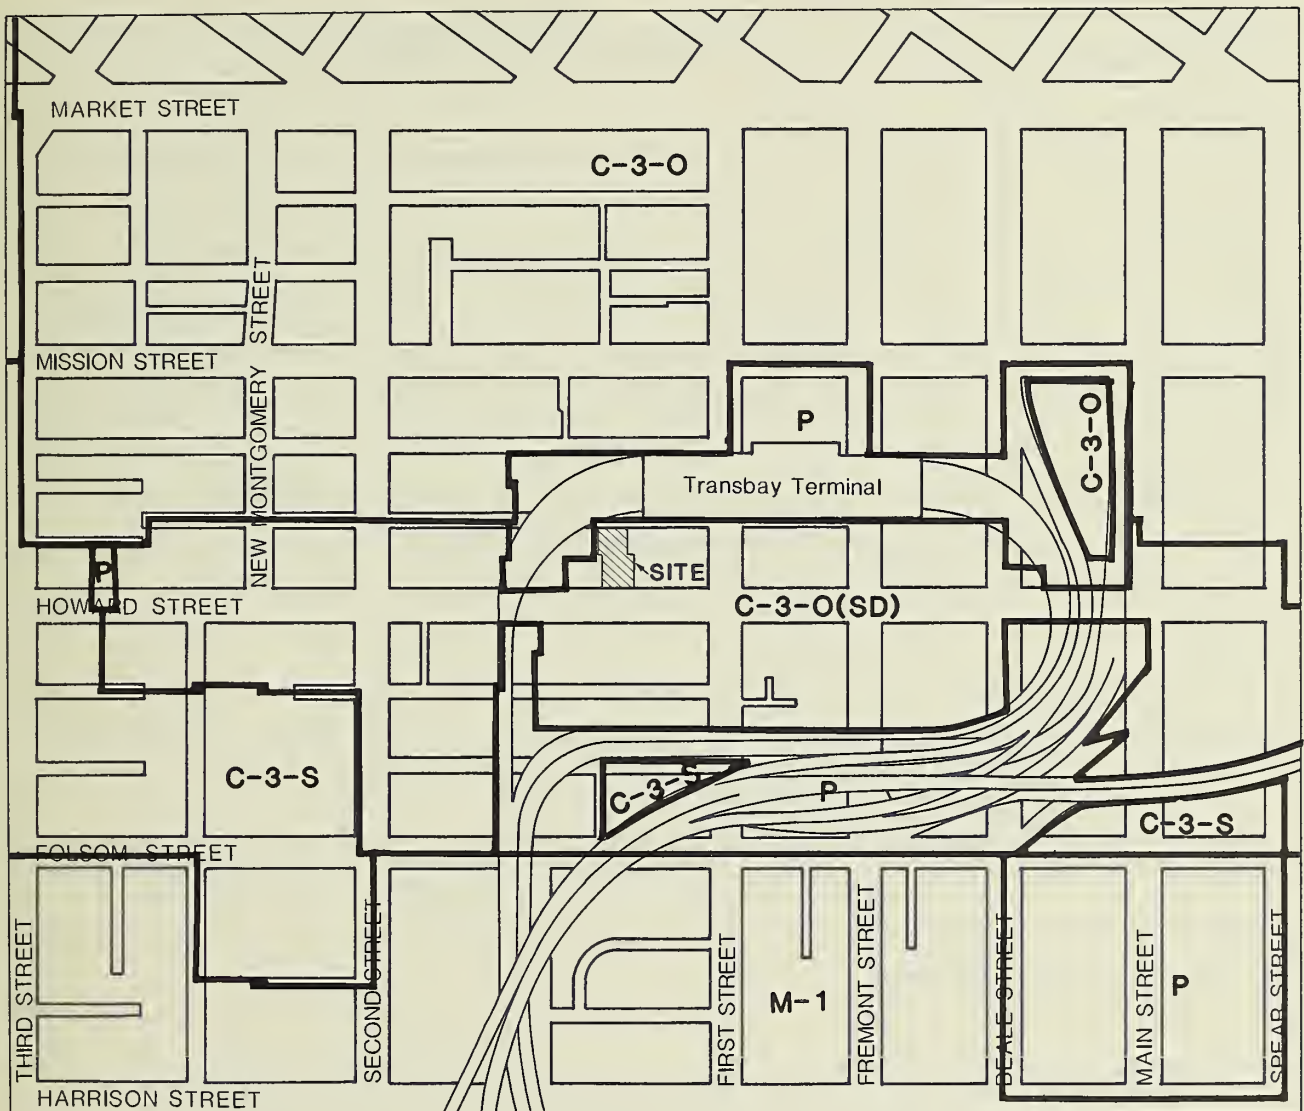 MARKET STREET
C-3-O
MISSION STREET
NEW MONTGOMERY STREET
P
C-3-O
Transbay Terminal
P
SITE
HOWARD STREET
C-3-O(SD)
C-3-S
C-3-S
P
C-3-S
FOLSOM STREET
THIRD STREET
SECOND STREET
FIRST STREET
M-1
FREMONT STREET
BEALE STREET
MAIN STREET
P
SPEAR STREET
HARRISON STREET